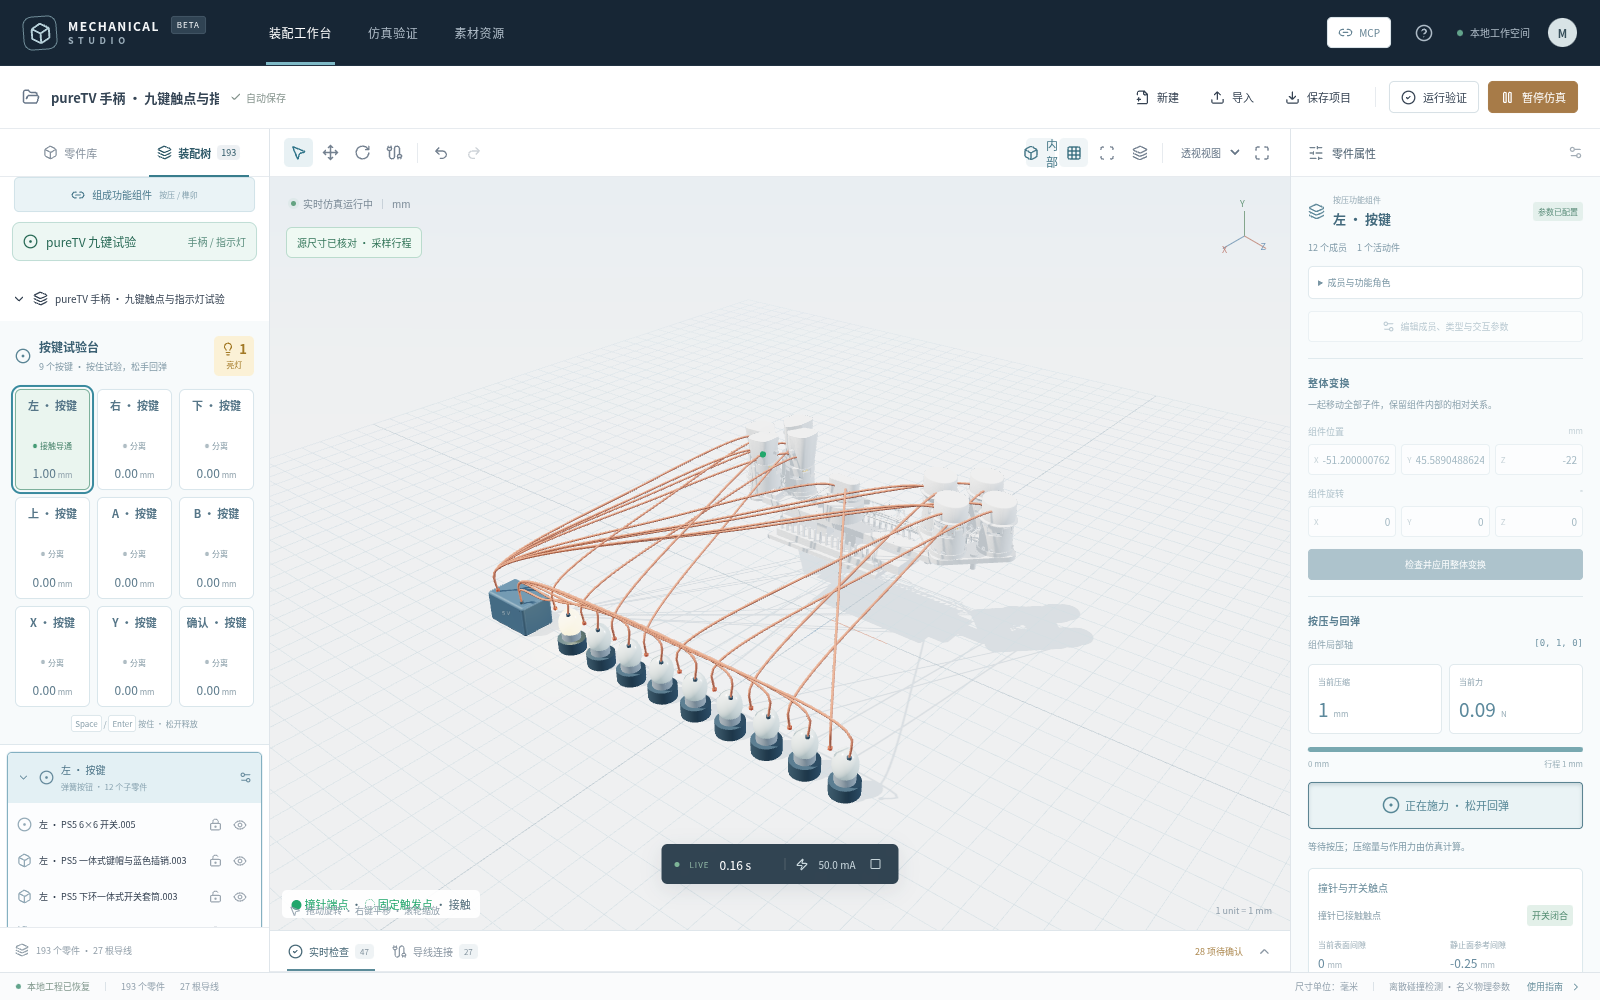 MECHANICAL
STUDIO
BETA
装配工作台
仿真验证
素材资源
MCP
本地工作空间
M
pureTV 手柄 · 九键触点与指
自动保存
新建
导入
保存项目
运行验证
暂停仿真
零件库
装配树 193
内部
透视视图
零件属性
组成功能组件 按压 / 榫卯
pureTV 九键试验 手柄 / 指示灯
pureTV 手柄 · 九键触点与指示灯试验
按键试验台
9 个按键 · 按住试验，松手回弹
1
亮灯
左 · 按键 右 · 按键 下 · 按键
接触导通 分离 分离
1.00 mm 0.00 mm 0.00 mm
上 · 按键 A · 按键 B · 按键
分离 分离 分离
0.00 mm 0.00 mm 0.00 mm
X · 按键 Y · 按键 确认 · 按键
分离 分离 分离
0.00 mm 0.00 mm 0.00 mm
Space / Enter 按住 · 松开释放
左 · 按键
弹簧按钮 · 12 个子零件
左 · PS5 6×6 开关.005
左 · PS5 一体式键帽与蓝色插销.003
左 · PS5 下环一体式开关套筒.003
193 个零件 · 27 根导线
实时仿真运行中 mm
源尺寸已核对 · 采样行程
Y
X
Z
LIVE 0.16 s 50.0 mA
撞针端点 · 固定触发点 · 接触
拖动旋转 · 右键平移 · 滚轮缩放
1 unit = 1 mm
实时检查 47
导线连接 27
28 项待确认
按压功能组件
左 · 按键
参数已配置
12 个成员 1 个活动件
成员与功能角色
编辑成员、类型与交互参数
整体变换
一起移动全部子件，保留组件内部的相对关系。
组件位置 mm
X -51.200000762 Y 45.5890488624 Z -22
组件旋转
X 0 Y 0 Z 0
检查并应用整体变换
按压与回弹
组件局部轴 [0, 1, 0]
当前压缩 当前力
1 mm 0.09 N
0 mm 行程 1 mm
正在施力 · 松开回弹
等待按压；压缩量与作用力由仿真计算。
撞针与开关触点
撞针已接触触点 开关闭合
当前表面间隙 静止面参考间隙
0 mm -0.25 mm
本地工程已恢复 193 个零件 27 根导线
尺寸单位：毫米 离散碰撞检测 · 名义物理参数 使用指南